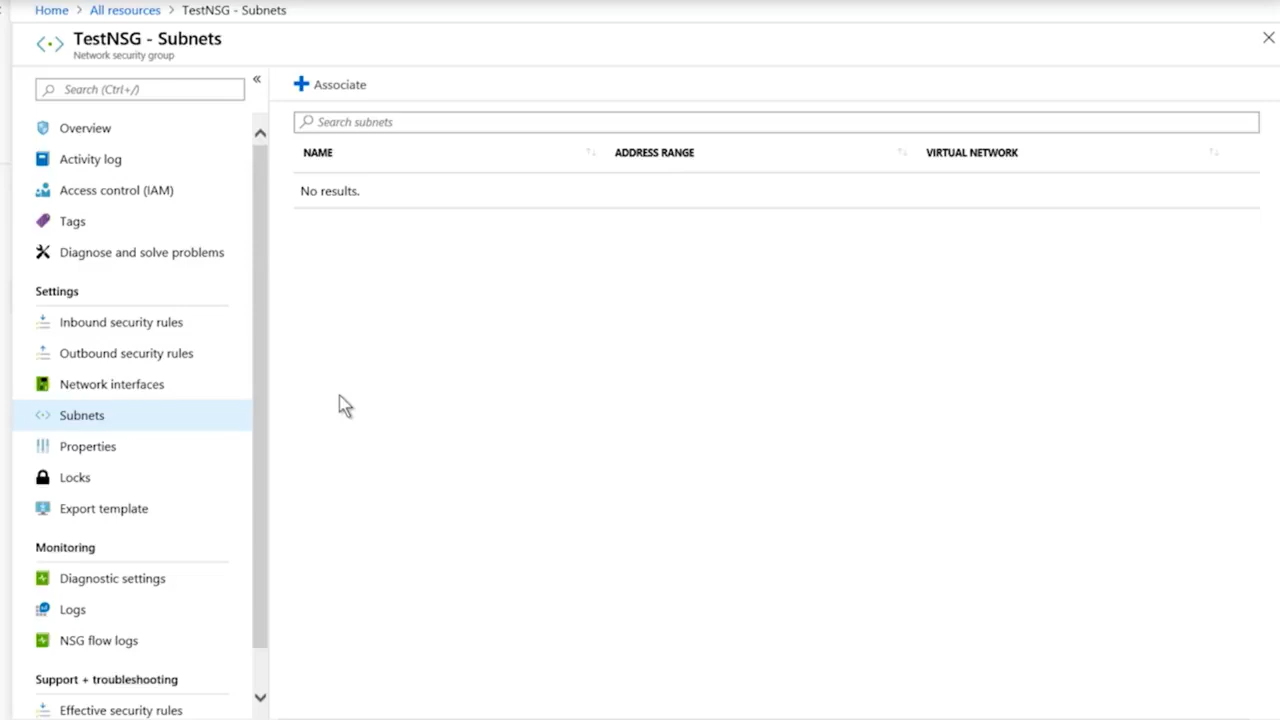 Home > All resources > TestNSG - Subnets
TestNSG - Subnets
Network security group
Search (Ctrl+/)
«
Overview
Activity log
Access control (IAM)
Tags
Diagnose and solve problems
Settings
Inbound security rules
Outbound security rules
Network interfaces
Subnets
Properties
Locks
Export template
Monitoring
Diagnostic settings
Logs
NSG flow logs
Support + troubleshooting
Effective security rules
Associate
Search subnets
NAME ADDRESS RANGE VIRTUAL NETWORK
No results.